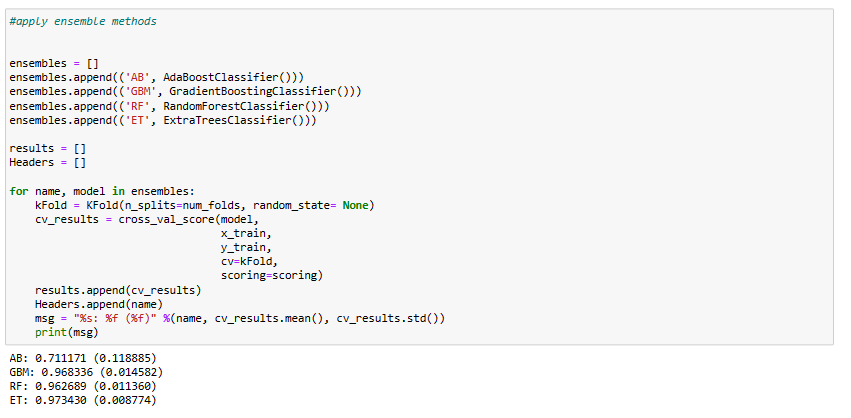 #apply ensemble methods
ensembles = []
ensembles.append(('AB', AdaBoostClassifier()))
ensembles.append(('GBM', GradientBoostingClassifier()))
ensembles.append(('RF', RandomForestClassifier()))
ensembles.append(('ET', ExtraTreesClassifier()))
results = []
Headers = []
for name, model in ensembles:
    kFold = KFold(n_splits=num_folds, random_state= None)
    cv_results = cross_val_score(model,
                                 x_train,
                                 y_train,
                                 cv=kFold,
                                 scoring=scoring)
    results.append(cv_results)
    Headers.append(name)
    msg = "%s: %f (%f)" %(name, cv_results.mean(), cv_results.std())
    print(msg)
AB: 0.711171 (0.118885)
GBM: 0.968336 (0.014582)
RF: 0.962689 (0.011360)
ET: 0.973430 (0.008774)